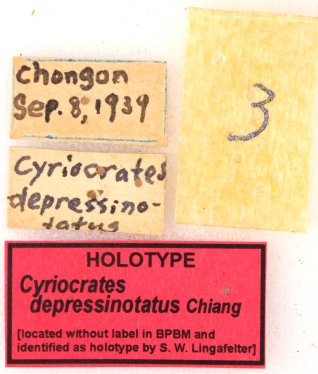 Chongon
Sep. 8, 1939
3
Cyriocrates
depressino-
tatus
HOLOTYPE
Cyriocrates
depressinotatus Chiang
[located without label in BPBM and
identified as holotype by S. W. Lingafelter]